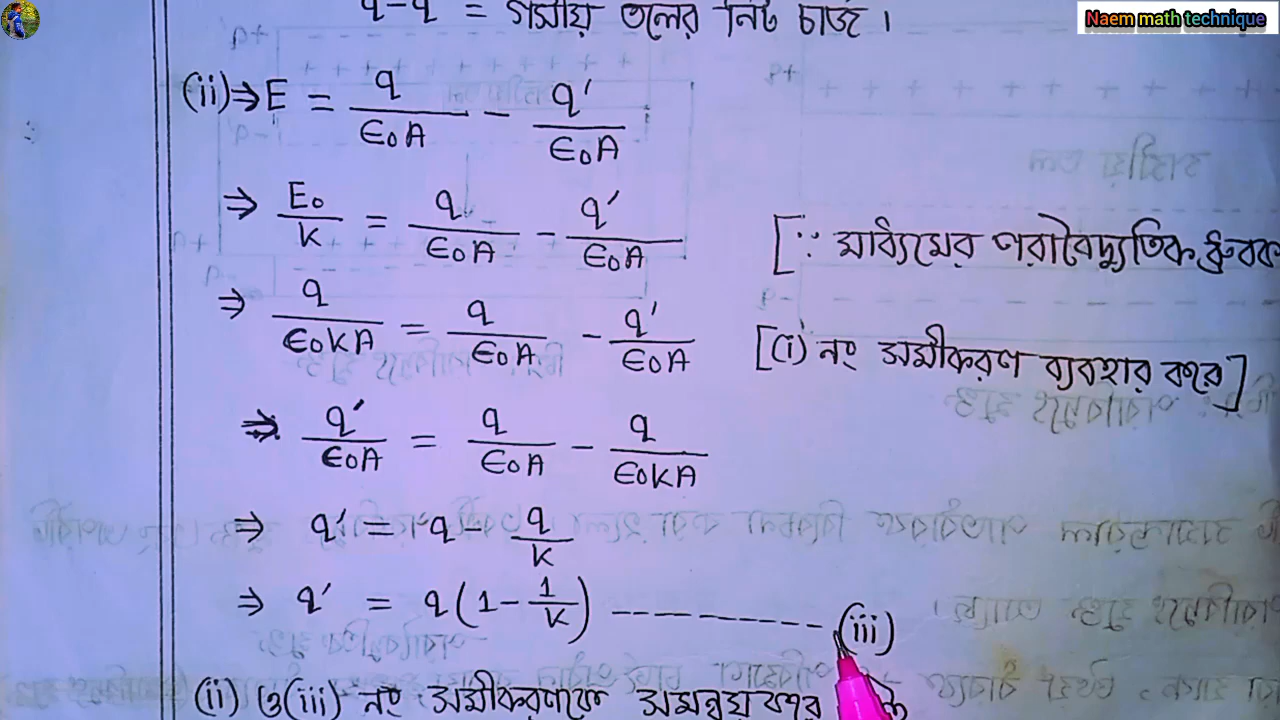 Naem math technique
q-q' = গসীয় তলের নিট চার্জ।
(ii)⇒ E = q/ϵ₀A - q'/ϵ₀A
⇒ E₀/k = q/ϵ₀A - q'/ϵ₀A [∵ মাধ্যমের পরাবৈদ্যুতিক ধ্রুবক
⇒ q/ϵ₀KA = q/ϵ₀A - q'/ϵ₀A [(i) নং সমীকরণ ব্যবহার করে]
⇒ q'/ϵ₀A = q/ϵ₀A - q/ϵ₀KA
⇒ q' = q - q/k
⇒ q' = q(1 - 1/k) ---------- (iii)
(ii) ও (iii) নং সমীকরণকে সমন্বয় করে